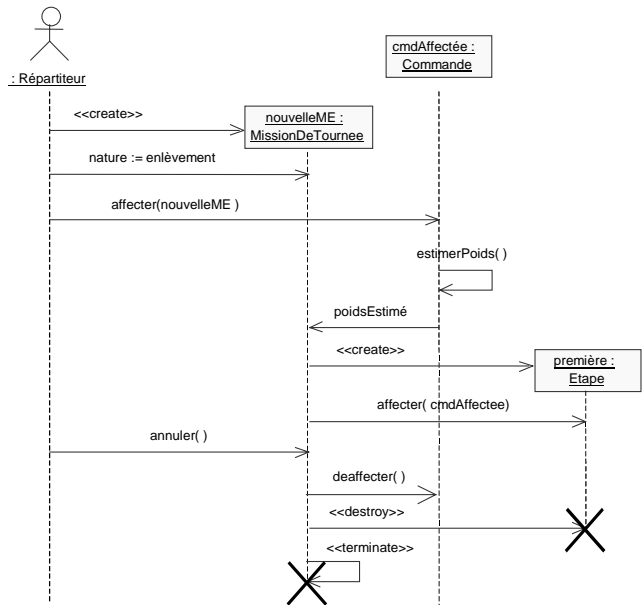 cmdAffectée :
Commande
: Répartiteur
<<create>>
nouvelleME :
MissionDeTournee
nature := enlèvement
affecter(nouvelleME )
estimerPoids( )
poidsEstimé
<<create>>
première :
Etape
affecter( cmdAffectee)
annuler( )
deaffecter( )
<<destroy>>
<<terminate>>